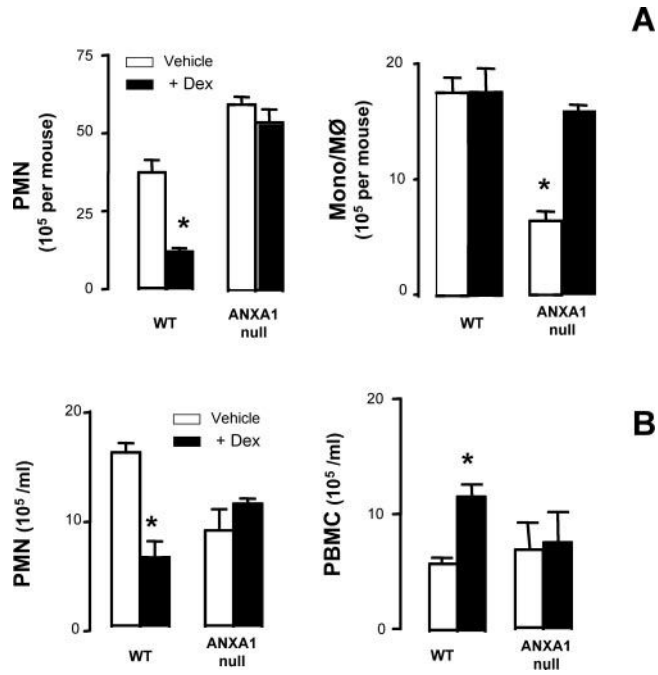 A
75
50
25
0
PMN
(10⁵ per mouse)
Vehicle
+ Dex
*
WT
ANXA1
null
20
10
0
Mono/MØ
(10⁵ per mouse)
*
WT
ANXA1
null
B
20
10
0
PMN (10⁵ /ml)
Vehicle
+ Dex
*
WT
ANXA1
null
20
10
0
PBMC (10⁵ /ml)
*
WT
ANXA1
null